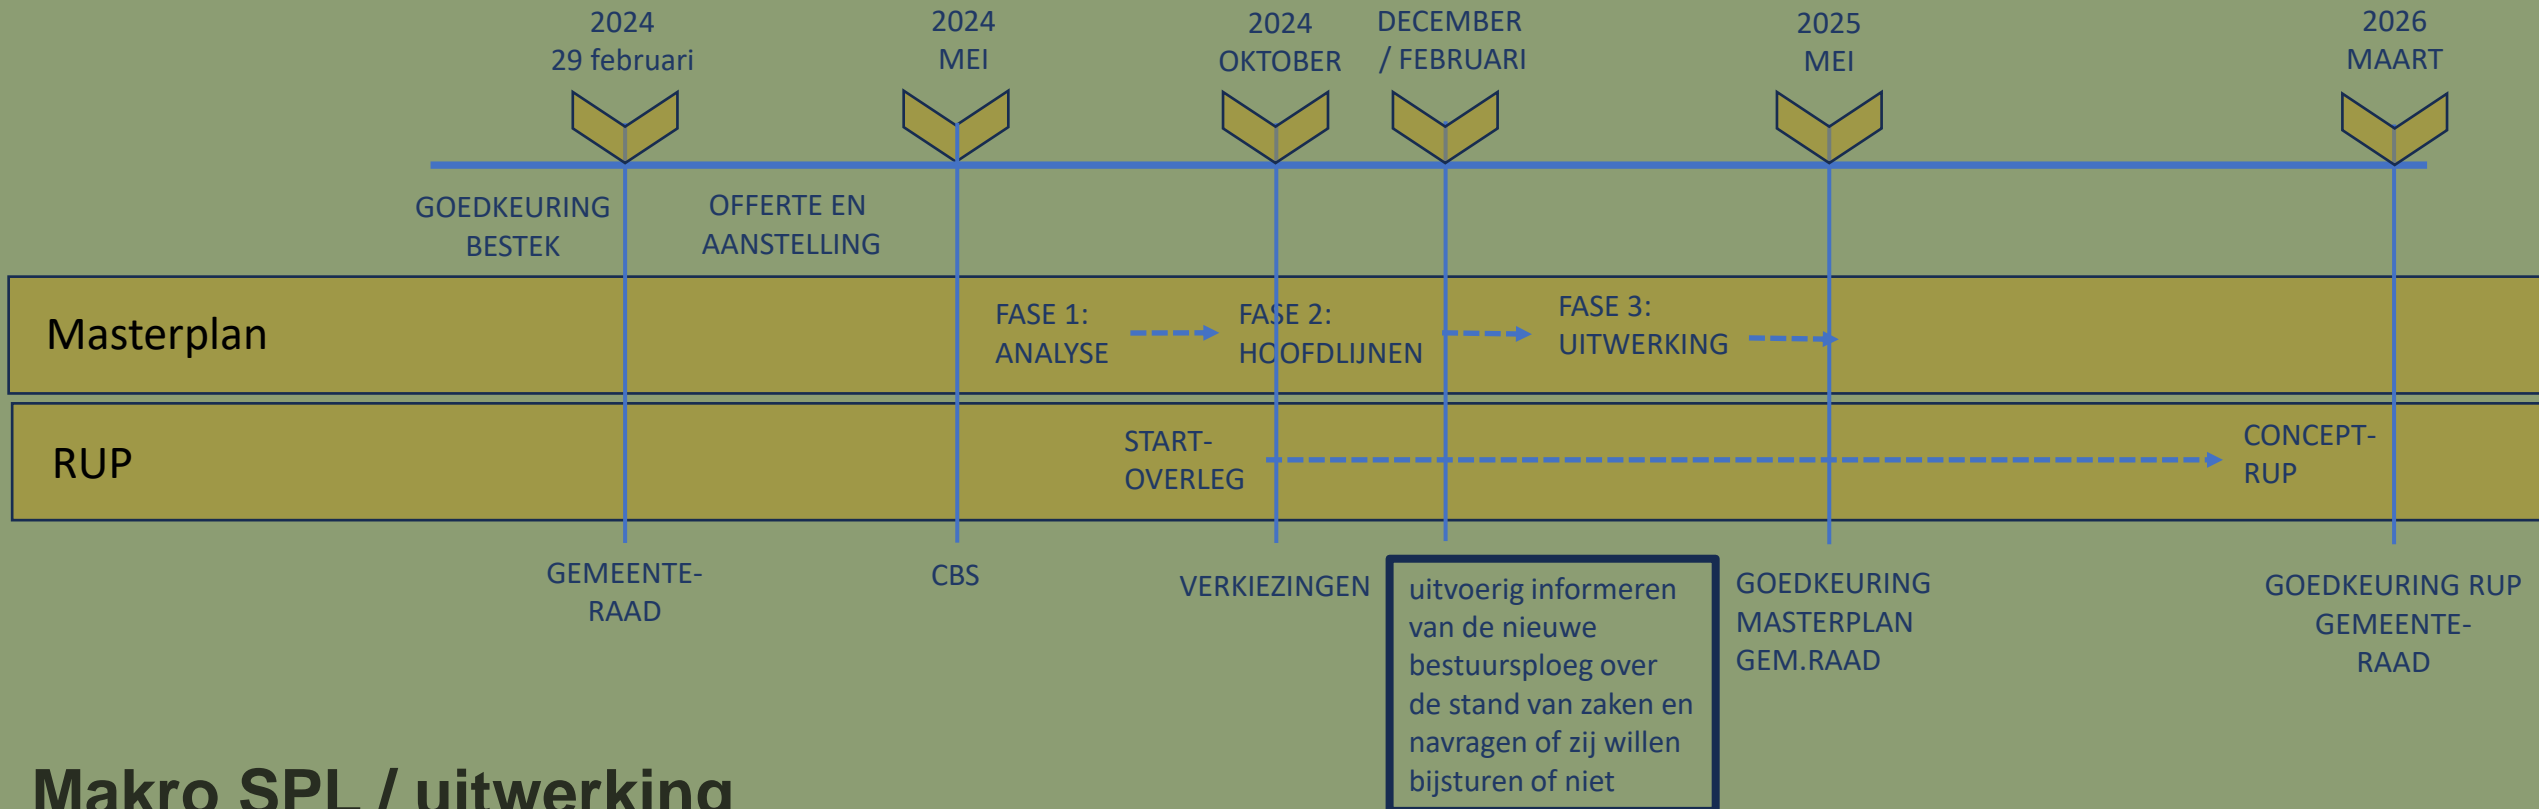 2024
29 februari
2024
MEI
2024
OKTOBER
DECEMBER
/ FEBRUARI
2025
MEI
2026
MAART
GOEDKEURING
BESTEK
OFFERTE EN
AANSTELLING
Masterplan
FASE 1:
ANALYSE
FASE 2:
HOOFDLIJNEN
FASE 3:
UITWERKING
RUP
START-
OVERLEG
CONCEPT-
RUP
GEMEENTE-
RAAD
CBS
VERKIEZINGEN
uitvoerig informeren
van de nieuwe
bestuursploeg over
de stand van zaken en
navragen of zij willen
bijsturen of niet
GOEDKEURING
MASTERPLAN
GEM.RAAD
GOEDKEURING RUP
GEMEENTE-
RAAD
Makro SPL / uitwerking